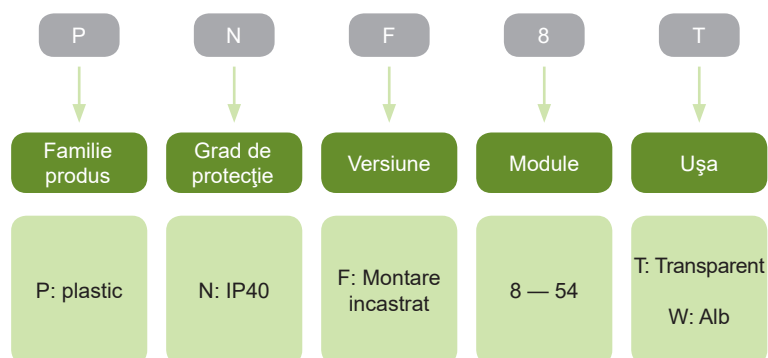 P N F 8 T
Familie
produs
Grad de
protecţie
Versiune
Module
Uşa
P: plastic
N: IP40
F: Montare
incastrat
8 — 54
T: Transparent
W: Alb